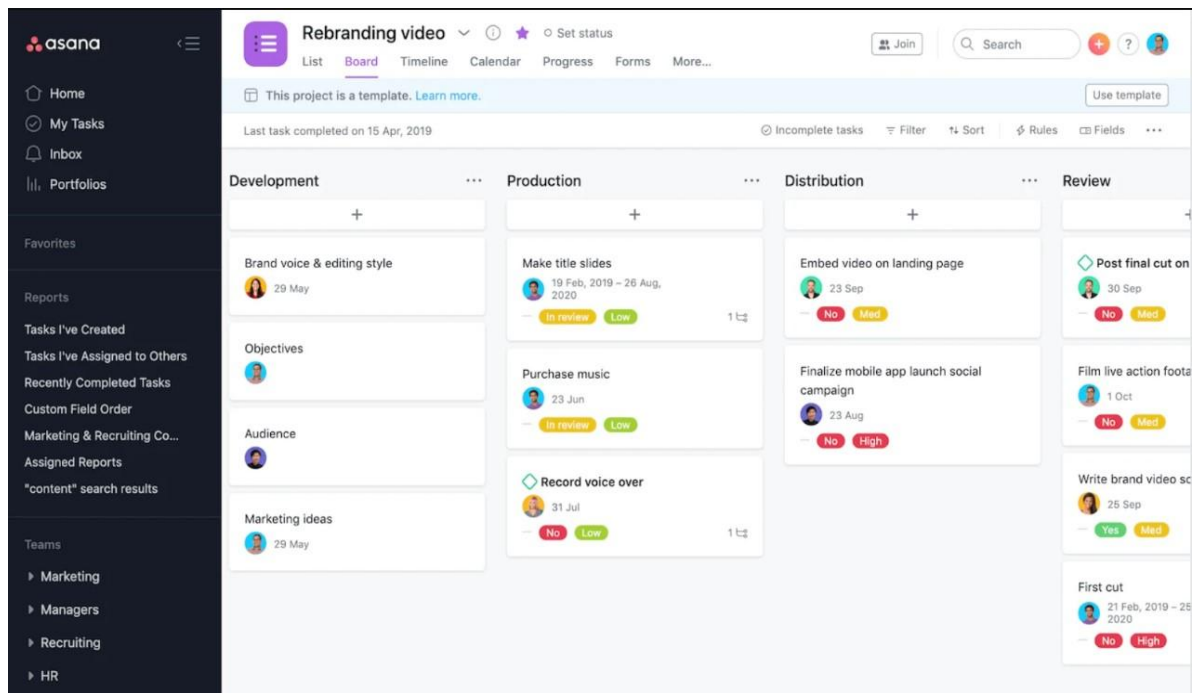 asana
Home
My Tasks
Inbox
Portfolios
Favorites
Reports
Tasks I've Created
Tasks I've Assigned to Others
Recently Completed Tasks
Custom Field Order
Marketing & Recruiting Co...
Assigned Reports
"content" search results
Teams
Marketing
Managers
Recruiting
HR
Rebranding video
Set status
List Board Timeline Calendar Progress Forms More...
Join
Search
?
This project is a template. Learn more.
Use template
Last task completed on 15 Apr, 2019
Incomplete tasks Filter Sort Rules Fields
Development
Brand voice & editing style
29 May
Objectives
Audience
Marketing ideas
29 May
Production
Make title slides
19 Feb, 2019 – 26 Aug,
2020
In review Low 1
Purchase music
23 Jun
In review Low
Record voice over
31 Jul
No Low 1
Distribution
Embed video on landing page
23 Sep
No Med
Finalize mobile app launch social
campaign
23 Aug
No High
Review
Post final cut on
30 Sep
No Med
Film live action foota
1 Oct
No Med
Write brand video sc
25 Sep
Yes Med
First cut
21 Feb, 2019 – 25
2020
No High